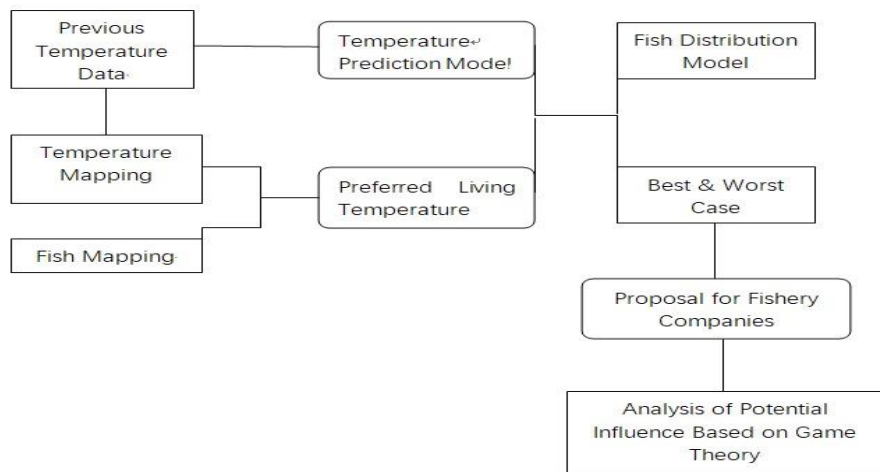 Previous
Temperature
Data
Temperature
Prediction Model
Fish Distribution
Model
Temperature
Mapping
Preferred Living
Temperature
Best & Worst
Case
Fish Mapping
Proposal for Fishery
Companies
Analysis of Potential
Influence Based on Game
Theory